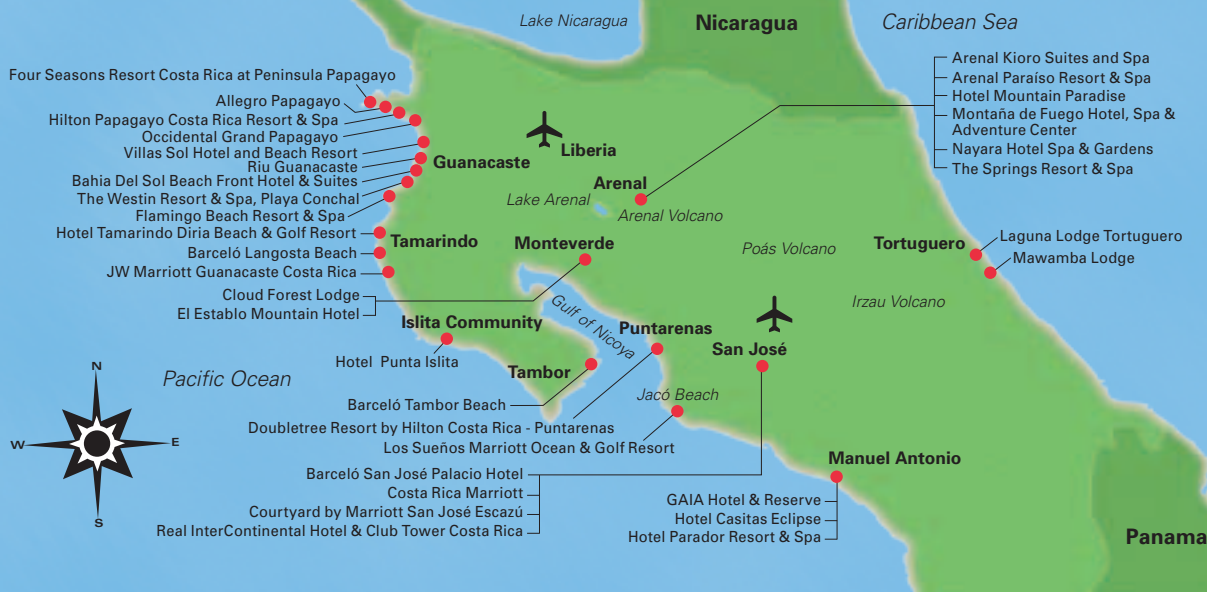 Lake Nicaragua
Nicaragua
Caribbean Sea
Four Seasons Resort Costa Rica at Peninsula Papagayo
Allegro Papagayo
Hilton Papagayo Costa Rica Resort & Spa
Occidental Grand Papagayo
Villas Sol Hotel and Beach Resort
Riu Guanacaste
Bahia Del Sol Beach Front Hotel & Suites
The Westin Resort & Spa, Playa Conchal
Flamingo Beach Resort & Spa
Hotel Tamarindo Diria Beach & Golf Resort
Barceló Langosta Beach
JW Marriott Guanacaste Costa Rica
Cloud Forest Lodge
El Establo Mountain Hotel
Guanacaste
Liberia
Tamarindo
Monteverde
Arenal
Lake Arenal
Arenal Volcano
Arenal Kioro Suites and Spa
Arenal Paraíso Resort & Spa
Hotel Mountain Paradise
Montaña de Fuego Hotel, Spa &
Adventure Center
Nayara Hotel Spa & Gardens
The Springs Resort & Spa
Poás Volcano
Tortuguero
Laguna Lodge Tortuguero
Mawamba Lodge
Irzau Volcano
Islita Community
Hotel Punta Islita
Gulf of Nicoya
Puntarenas
San José
Tambor
Jacó Beach
Pacific Ocean
Barceló Tambor Beach
Doubletree Resort by Hilton Costa Rica - Puntarenas
Los Sueños Marriott Ocean & Golf Resort
Barceló San José Palacio Hotel
Costa Rica Marriott
Courtyard by Marriott San José Escazú
Real InterContinental Hotel & Club Tower Costa Rica
Manuel Antonio
GAIA Hotel & Reserve
Hotel Casitas Eclipse
Hotel Parador Resort & Spa
Panama
N
W
E
S